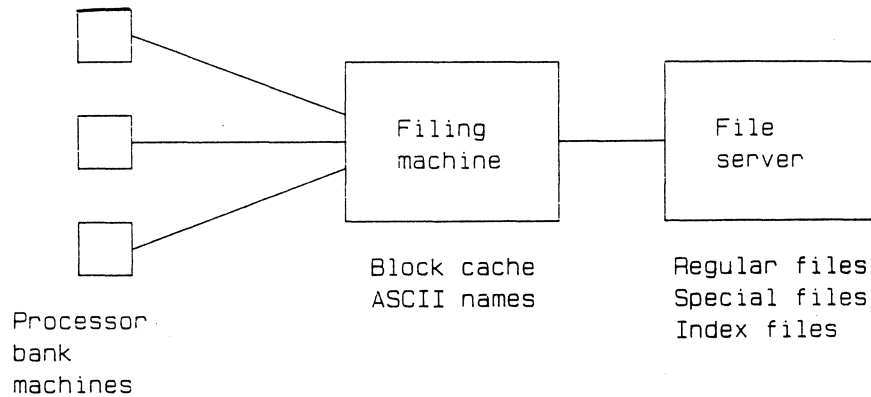 Filing
machine
File
server
Block cache
ASCII names
Regular files
Special files
Index files
Processor
bank
machines